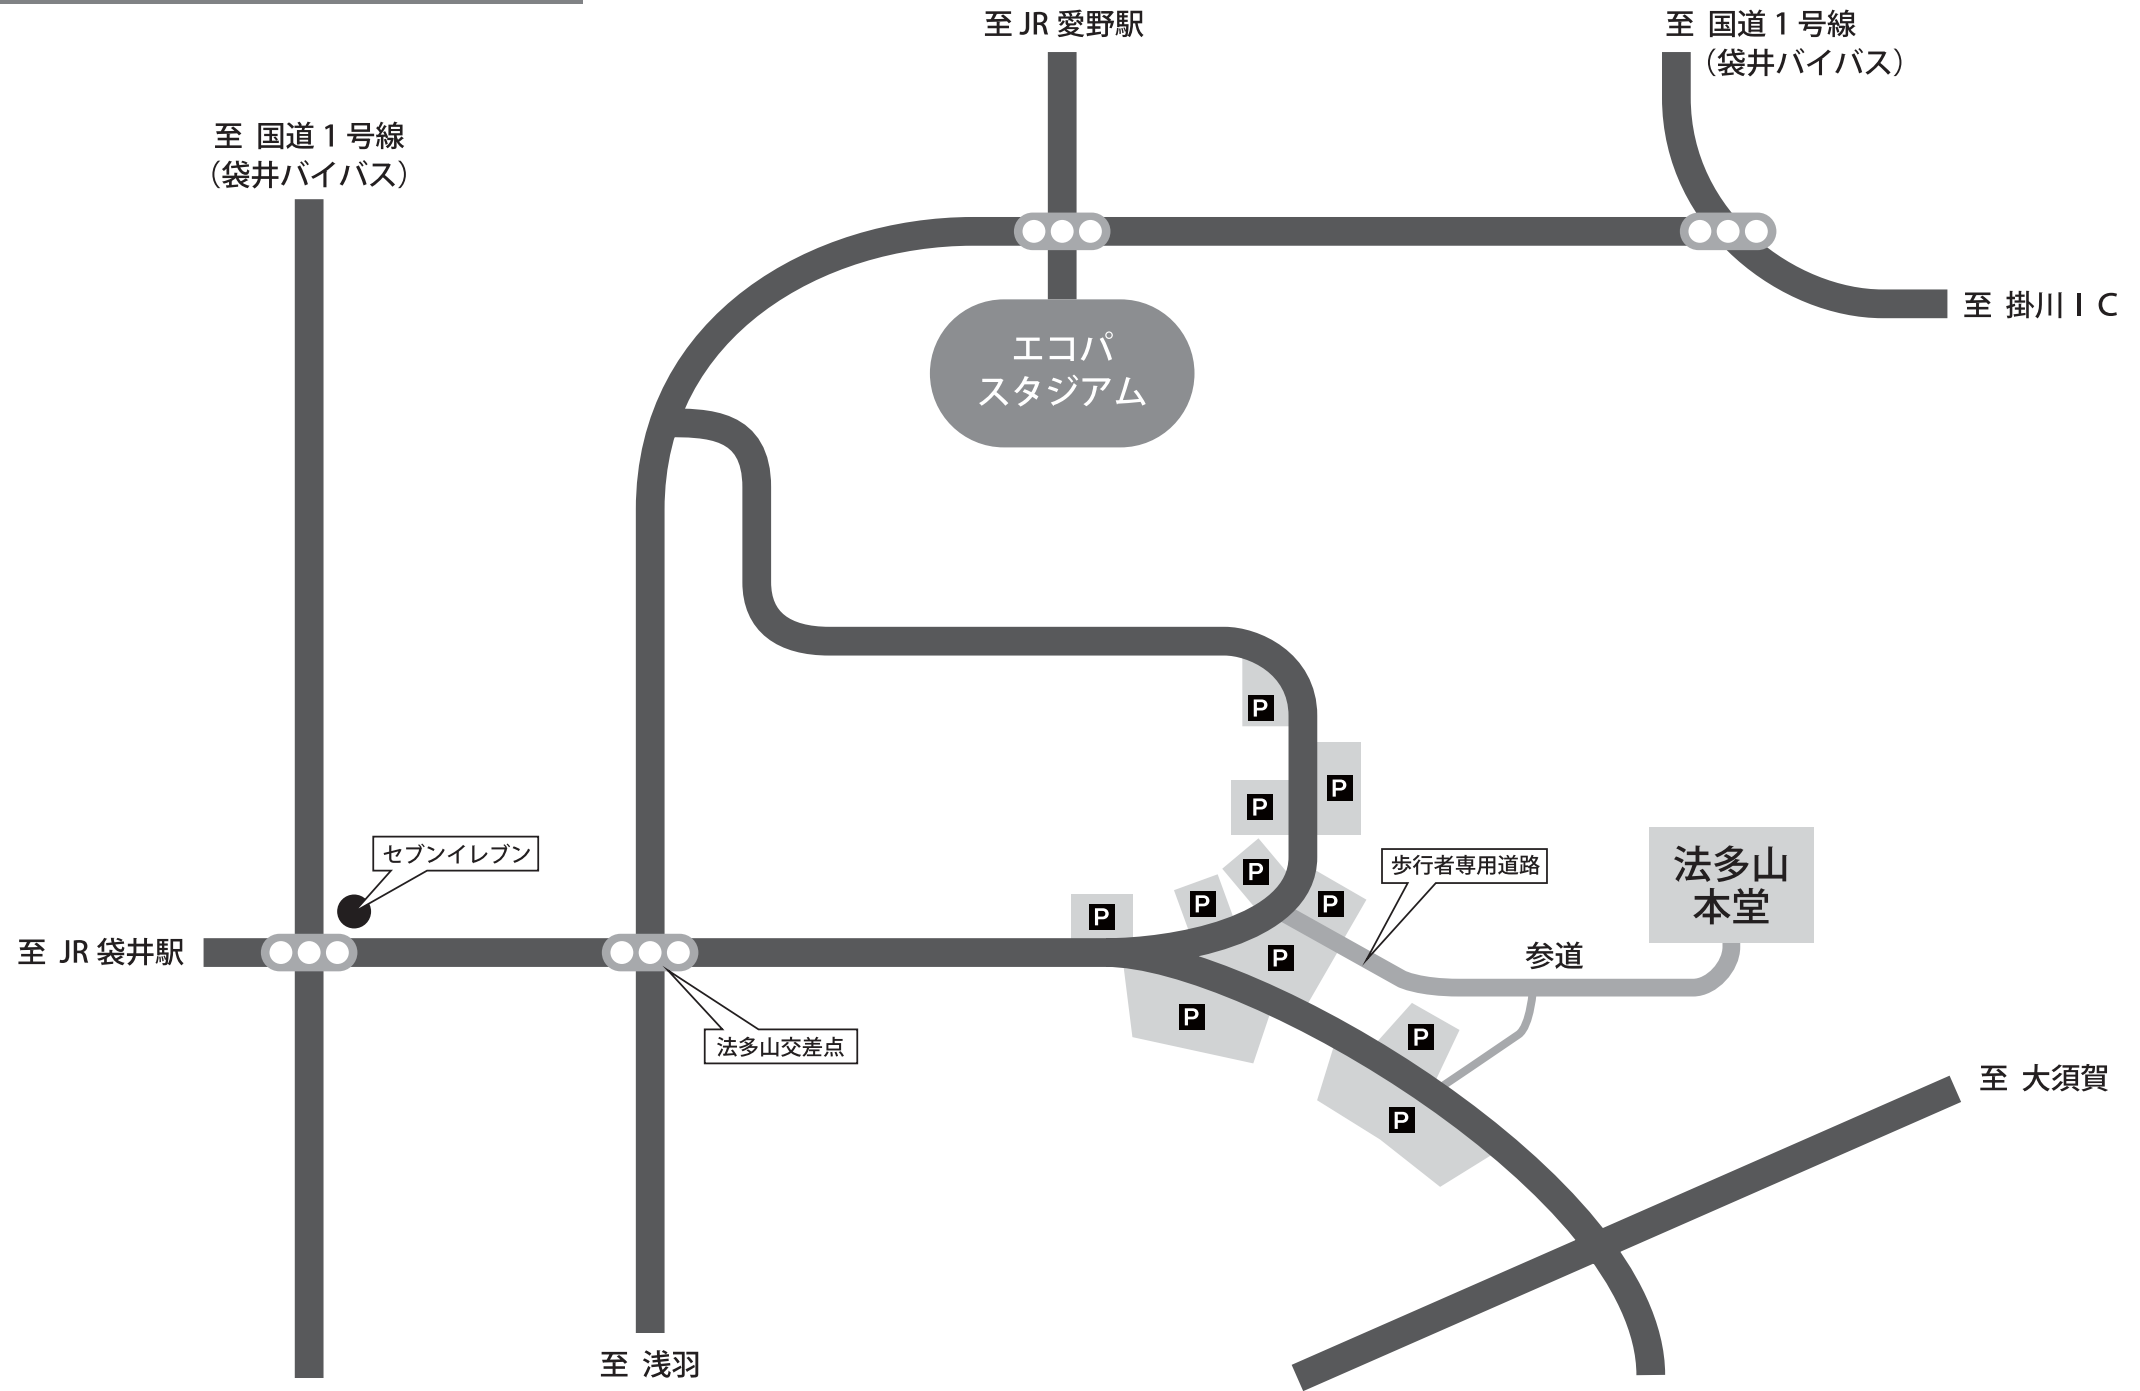 至 JR 愛野駅
至 国道1号線
（袋井バイパス）
至 国道1号線
（袋井バイパス）
至 掛川IC
エコパ
スタジアム
P
P
P
セブンイレブン
歩行者専用道路
法多山
本堂
P
P
P
P
至 JR 袋井駅
参道
P
P
P
法多山交差点
至 大須賀
P
至 浅羽